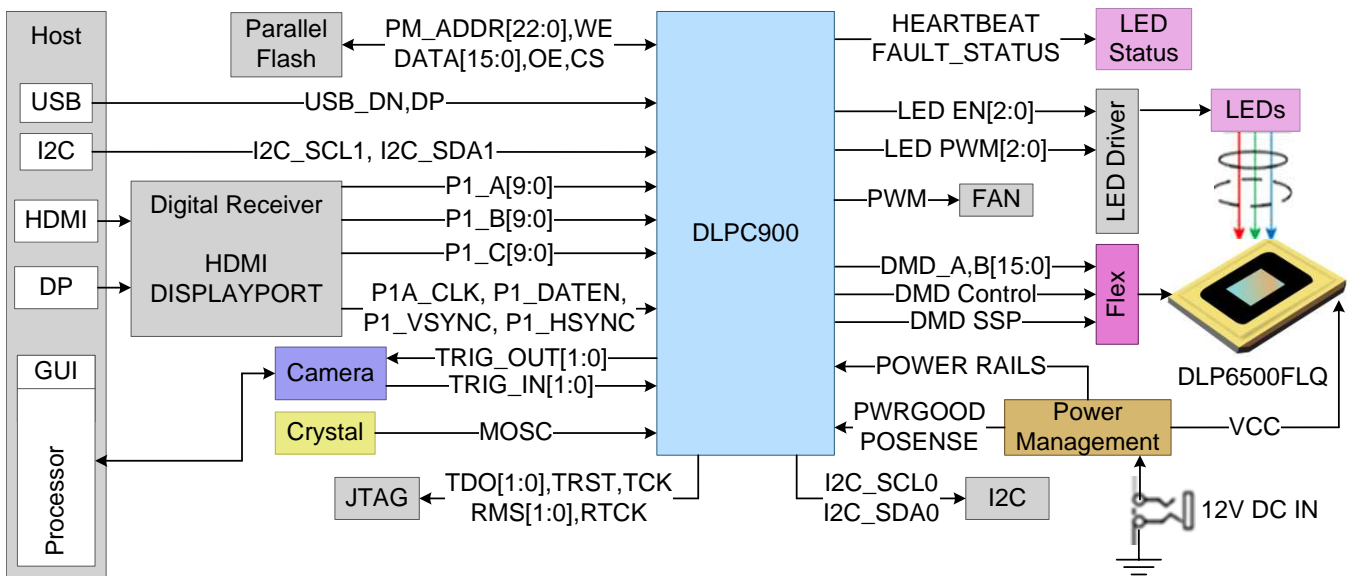 Host
USB
I2C
HDMI
DP
GUI
Processor
Parallel
Flash
PM_ADDR[22:0],WE
DATA[15:0],OE,CS
USB_DN,DP
I2C_SCL1, I2C_SDA1
Digital Receiver
HDMI
DISPLAYPORT
P1_A[9:0]
P1_B[9:0]
P1_C[9:0]
P1A_CLK, P1_DATEN,
P1_VSYNC, P1_HSYNC
Camera
TRIG_OUT[1:0]
TRIG_IN[1:0]
Crystal
MOSC
JTAG
TDO[1:0],TRST,TCK
RMS[1:0],RTCK
DLPC900
HEARTBEAT
FAULT_STATUS
LED
Status
LED EN[2:0]
LED PWM[2:0]
LED Driver
LEDs
PWM
FAN
DMD_A,B[15:0]
DMD Control
DMD SSP
Flex
DLP6500FLQ
POWER RAILS
PWRGOOD
POSENSE
Power
Management
VCC
I2C_SCL0
I2C_SDA0
I2C
12V DC IN